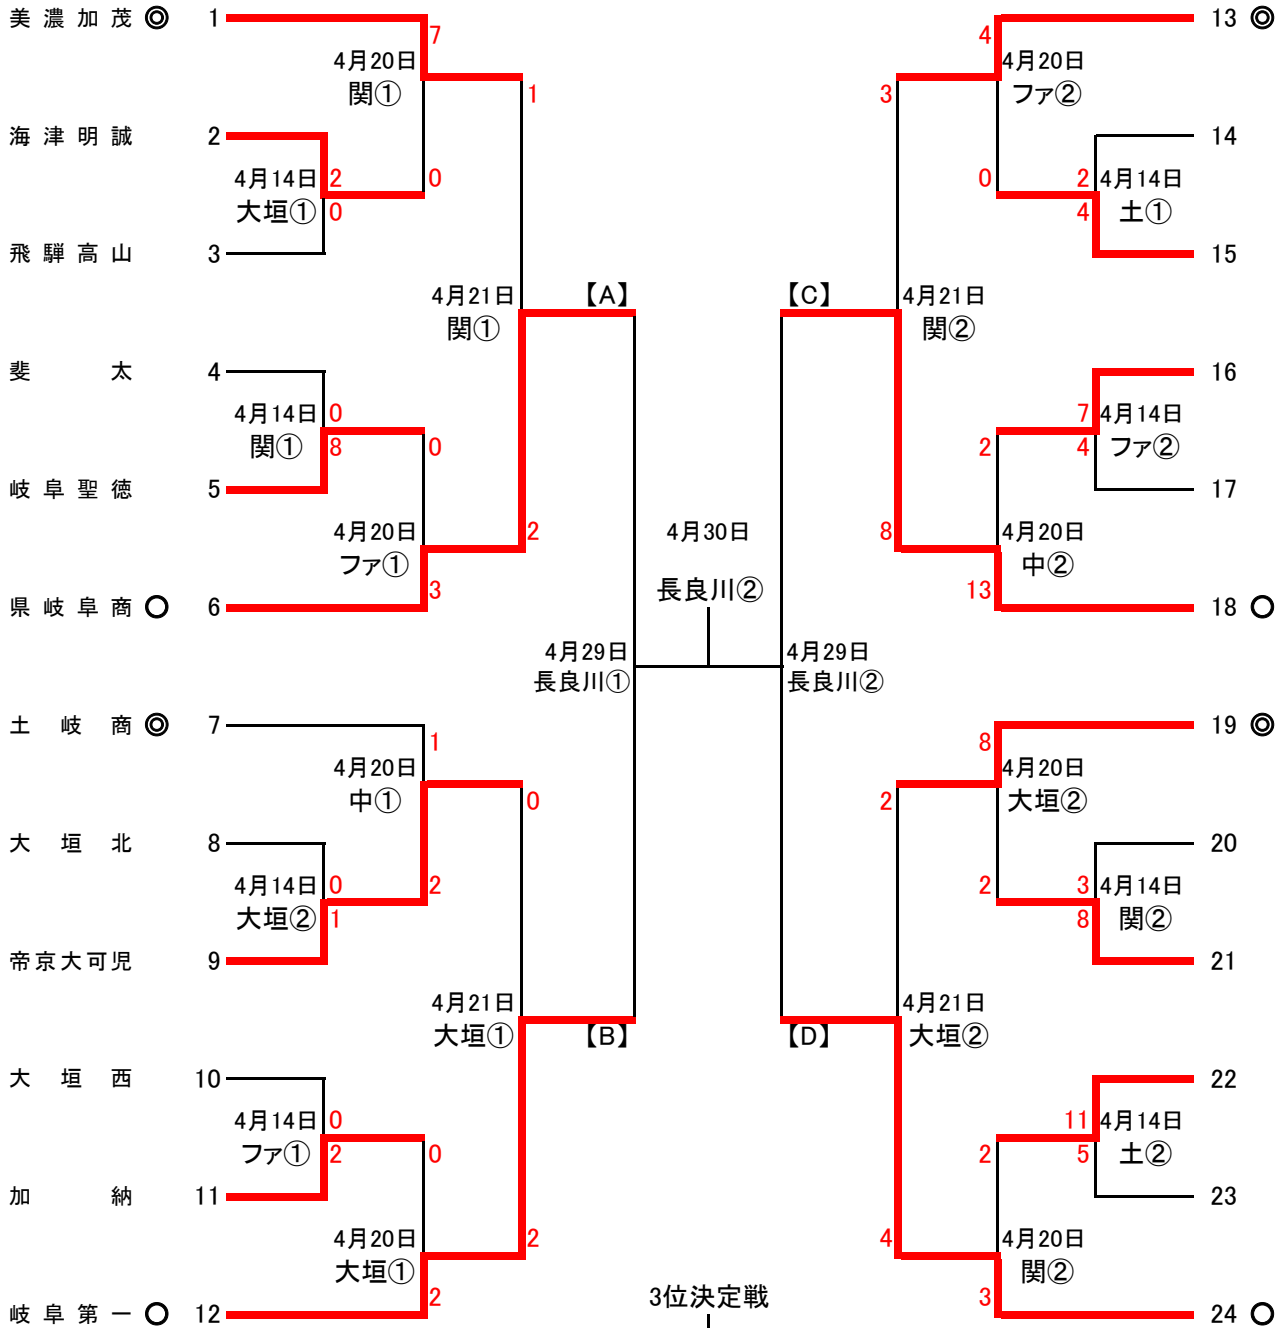 美濃加茂 ◎ 1
7
4月20日
関①
1
海津明誠 2
4月14日 2
大垣① 0
0
飛騨高山 3
4月21日
関①
【A】
斐太 4
4月14日 0
関① 8
0
岐阜聖徳 5
4月20日
ファ①
2
3
県岐阜商 ○ 6
4月30日
長良川②
4月29日
長良川①
4月29日
長良川②
土岐商 ◎ 7
1
4月20日
中①
0
大垣北 8
4月14日 0
大垣② 1
2
帝京大可児 9
4月21日
大垣①
【B】
大垣西 10
4月14日 0
ファ① 2
0
加納 11
4月20日
大垣①
2
2
岐阜第一 ○ 12
3位決定戦
13 ◎
4
4月20日
ファ②
3
14
2 4月14日
4 土①
0
15
【C】
4月21日
関②
16
7 4月14日
4 ファ②
2
17
4月20日
中②
8
13
18 ○
19 ◎
8
4月20日
大垣②
2
20
3 4月14日
8 関②
2
21
【D】
4月21日
大垣②
22
11 4月14日
5 土②
2
23
4月20日
関②
4
3
24 ○